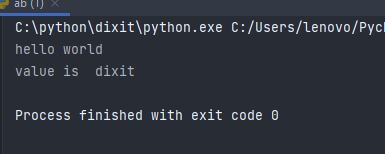 ab (1) ×
C:\python\dixit\python.exe C:/Users/lenovo/Pyc
hello world
value is  dixit
Process finished with exit code 0